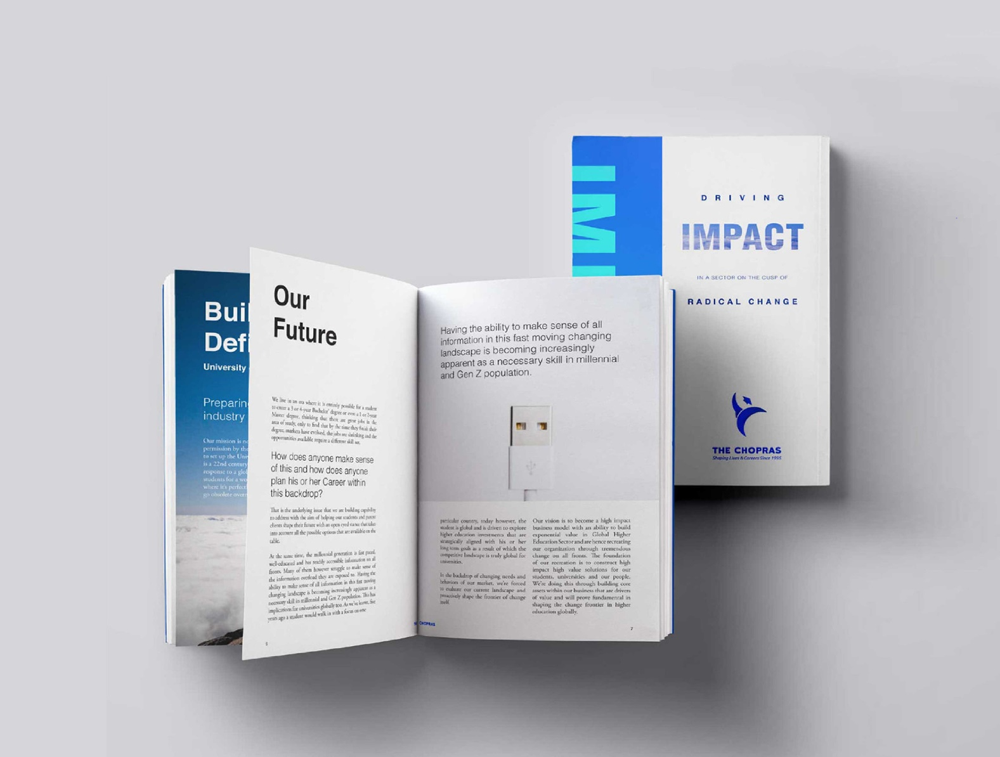 IMP
DRIVING
IMPACT
IN A SECTOR ON THE CUSP OF
RADICAL CHANGE
THE CHOPRAS
Shaping Lives & Careers Since 1995
Buil
Defi
University
Preparin
industry
Our mission is no
permission by the
to set up the Univ
is a 22nd century
response to a glob
students for a wo
where it's perfect
go obsolete overn
Our
Future
We live in an era where it is entirely possible for a student
to enter a 3 or 4-year Bachelor' degree or even a 1 or 2-year
Master degree, thinking that there are great jobs in the
area of study, only to find that by the time they finish their
degree, markets have evolved, the jobs are shrinking and the
opportunities available require a different skill set.
How does anyone make sense
of this and how does anyone
plan his or her Career within
this backdrop?
That is the underlying issue that we are building capability
to address with the aim of helping our students and parent
clients shape their future with an open eyed stance that takes
into account all the possible options that are available on the
table.
At the same time, the millennial generation is fast paced,
well-educated and has readily accessible information on all
fronts. Many of them however struggle to make sense of
the information overload they are exposed to. Having the
ability to make sense of all information in this fast moving
changing landscape is becoming increasingly apparent as a
necessary skill in millennial and Gen Z population. This has
implications for universities globally too. As we've learnt, five
years ago a student would walk in with a focus on one
Having the ability to make sense of all
information in this fast moving changing
landscape is becoming increasingly
apparent as a necessary skill in millennial
and Gen Z population.
particular country, today however, the
student is global and is driven to explore
higher education investments that are
strategically aligned with his or her
long term goals as a result of which the
competitive landscape is truly global for
universities.
In the backdrop of changing needs and
behaviors of our market, we're forced
to evaluate our current landscape and
proactively shape the frontier of change
itself.
Our vision is to become a high impact
business model with an ability to build
exponential value in Global Higher
Education Sector and are hence recreating
our organization through tremendous
change on all fronts. The foundation
of our recreation is to construct high
impact high value solutions for our
students, universities and our people.
We're doing this through building core
assets within our business that are drivers
of value and will prove fundamental in
shaping the change frontier in higher
education globally.
CHOPRAS
7